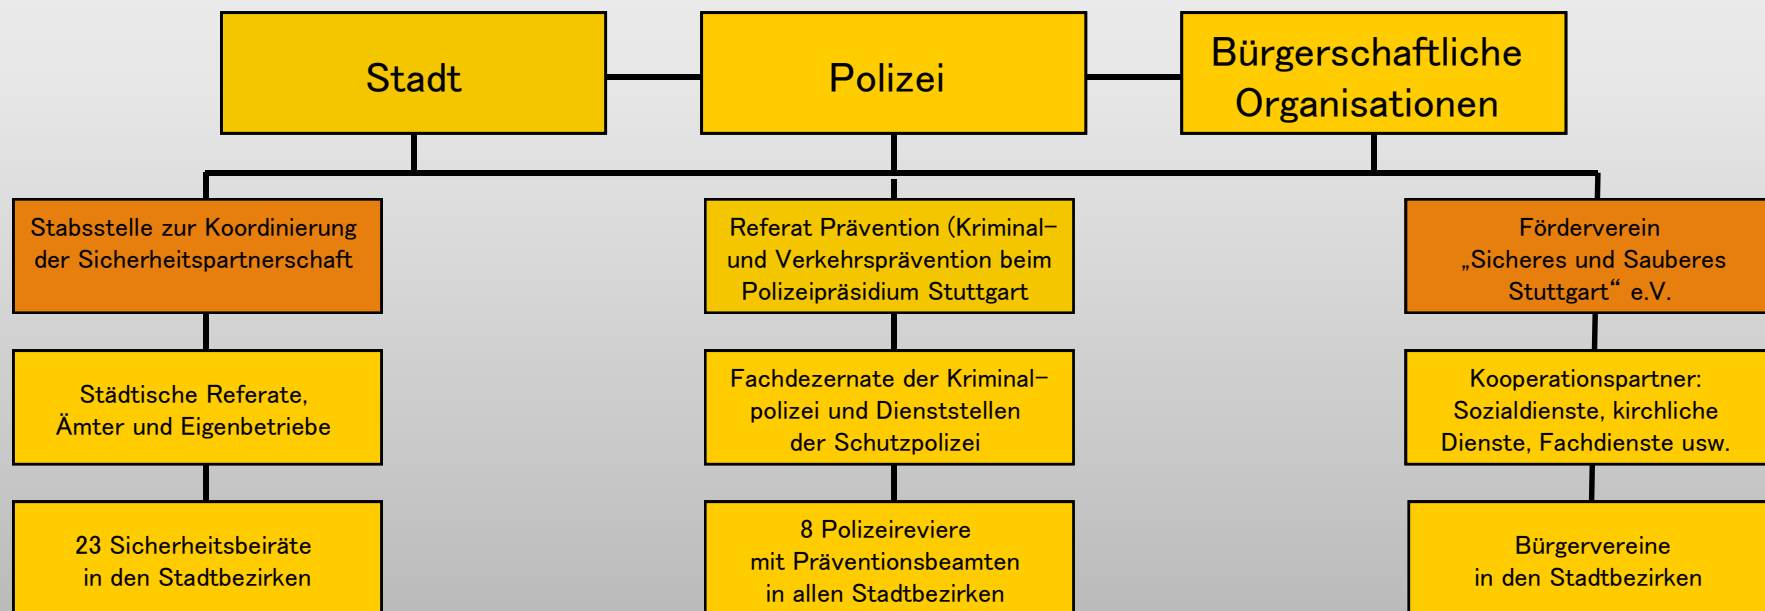 Stadt
Polizei
Bürgerschaftliche
Organisationen
Stabsstelle zur Koordinierung
der Sicherheitspartnerschaft
Referat Prävention (Kriminal-
und Verkehrsprävention beim
Polizeipräsidium Stuttgart
Förderverein
„Sicheres und Sauberes
Stuttgart“ e.V.
Städtische Referate,
Ämter und Eigenbetriebe
Fachdezernate der Kriminal-
polizei und Dienststellen
der Schutzpolizei
Kooperationspartner:
Sozialdienste, kirchliche
Dienste, Fachdienste usw.
23 Sicherheitsbeiräte
in den Stadtbezirken
8 Polizeireviere
mit Präventionsbeamten
in allen Stadtbezirken
Bürgervereine
in den Stadtbezirken